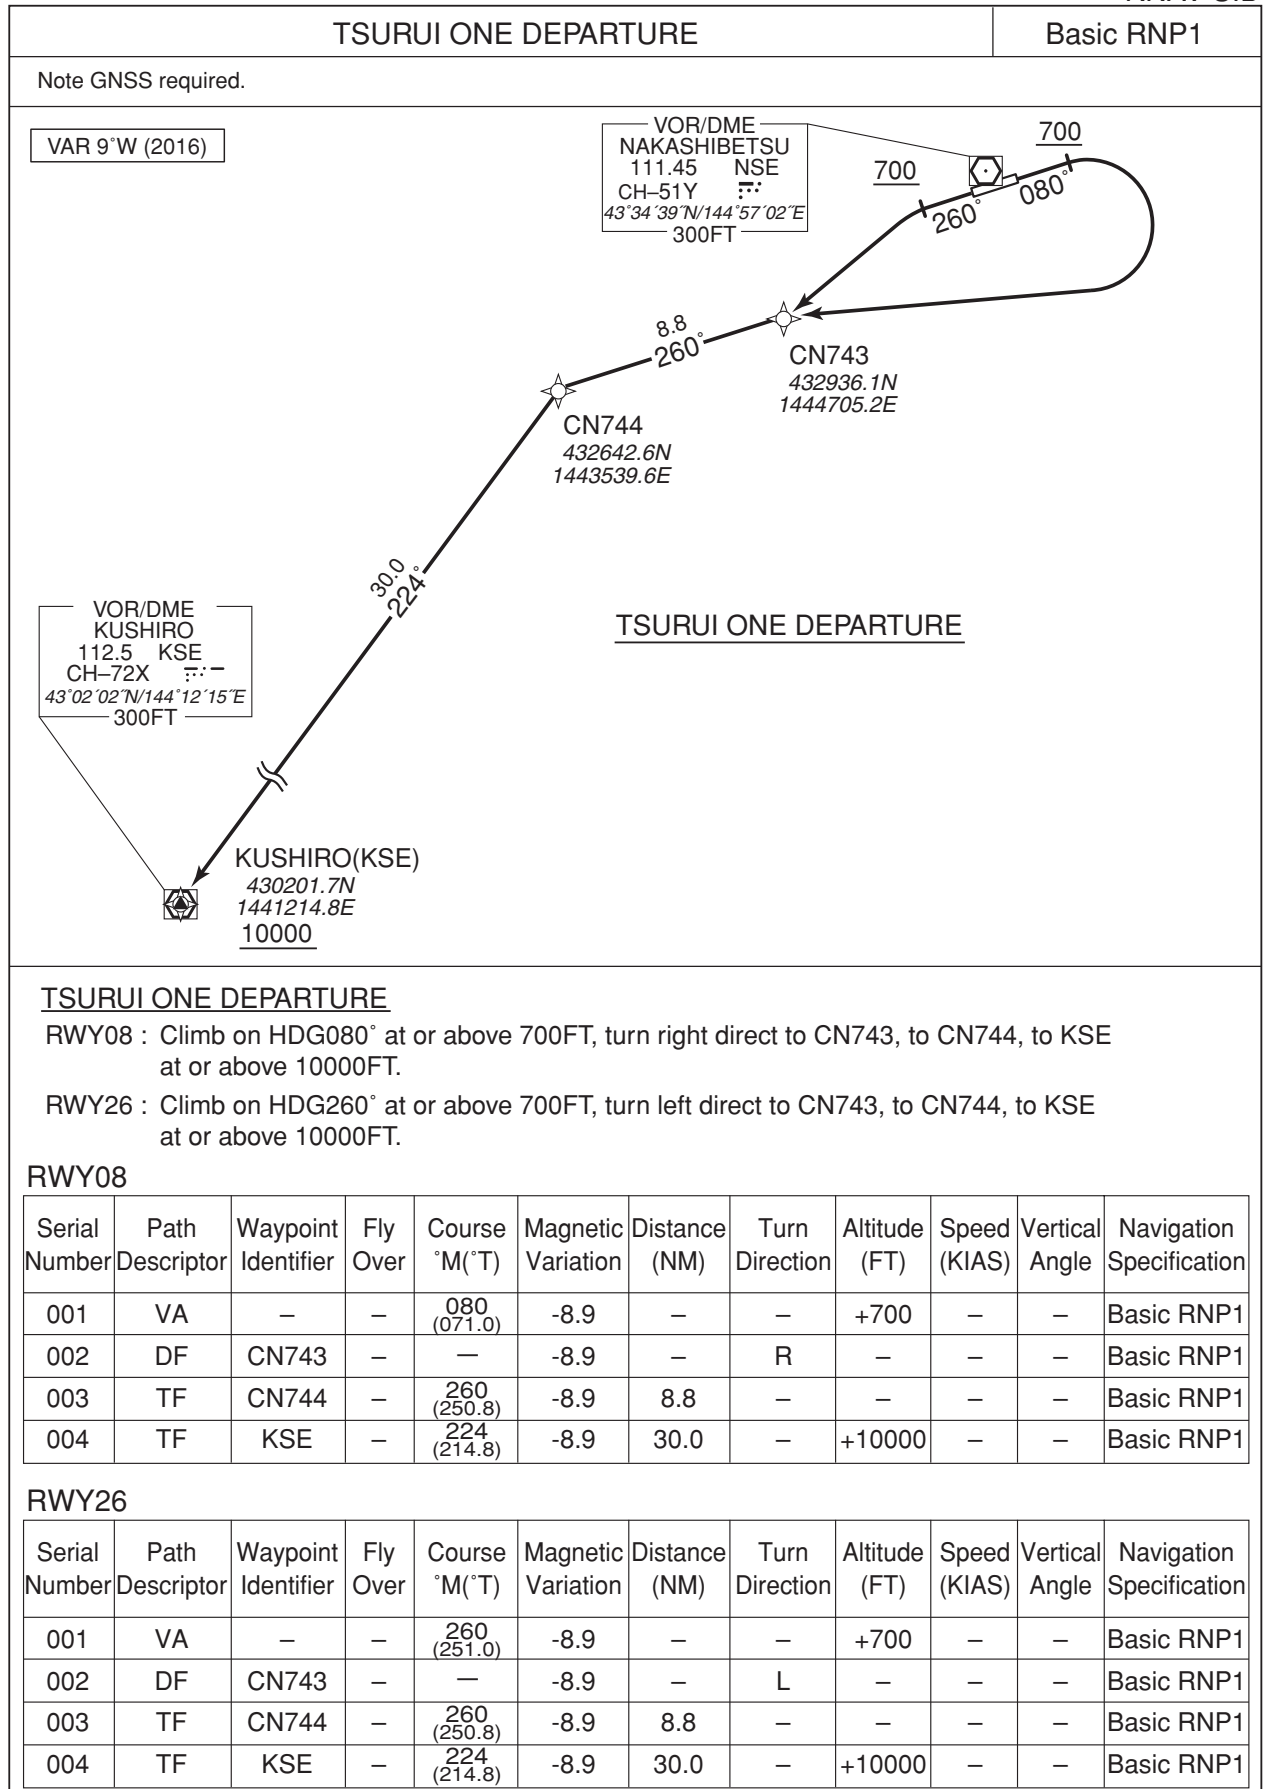 TSURUI ONE DEPARTURE
Basic RNP1
Note GNSS required.
VAR 9˚W (2016)
VOR/DME
NAKASHIBETSU
111.45 NSE
CH–51Y
43˚34´39˝N/144˚57´02˝E
300FT
700
700
260˚
080˚
8.8
260˚
CN743
432936.1N
1444705.2E
CN744
432642.6N
1443539.6E
30.0
224˚
VOR/DME
KUSHIRO
112.5 KSE
CH–72X
43˚02´02˝N/144˚12´15˝E
300FT
TSURUI ONE DEPARTURE
KUSHIRO(KSE)
430201.7N
1441214.8E
10000
TSURUI ONE DEPARTURE
RWY08 : Climb on HDG080˚ at or above 700FT, turn right direct to CN743, to CN744, to KSE
at or above 10000FT.
RWY26 : Climb on HDG260˚ at or above 700FT, turn left direct to CN743, to CN744, to KSE
at or above 10000FT.
RWY08
Serial Number Path Descriptor Waypoint Identifier Fly Over Course ˚M(˚T) Magnetic Variation Distance (NM) Turn Direction Altitude (FT) Speed (KIAS) Vertical Angle Navigation Specification
001 VA – – 080 (071.0) -8.9 – – +700 – – Basic RNP1
002 DF CN743 – – -8.9 – R – – – Basic RNP1
003 TF CN744 – 260 (250.8) -8.9 8.8 – – – – Basic RNP1
004 TF KSE – 224 (214.8) -8.9 30.0 – +10000 – – Basic RNP1
RWY26
Serial Number Path Descriptor Waypoint Identifier Fly Over Course ˚M(˚T) Magnetic Variation Distance (NM) Turn Direction Altitude (FT) Speed (KIAS) Vertical Angle Navigation Specification
001 VA – – 260 (251.0) -8.9 – – +700 – – Basic RNP1
002 DF CN743 – – -8.9 – L – – – Basic RNP1
003 TF CN744 – 260 (250.8) -8.9 8.8 – – – – Basic RNP1
004 TF KSE – 224 (214.8) -8.9 30.0 – +10000 – – Basic RNP1